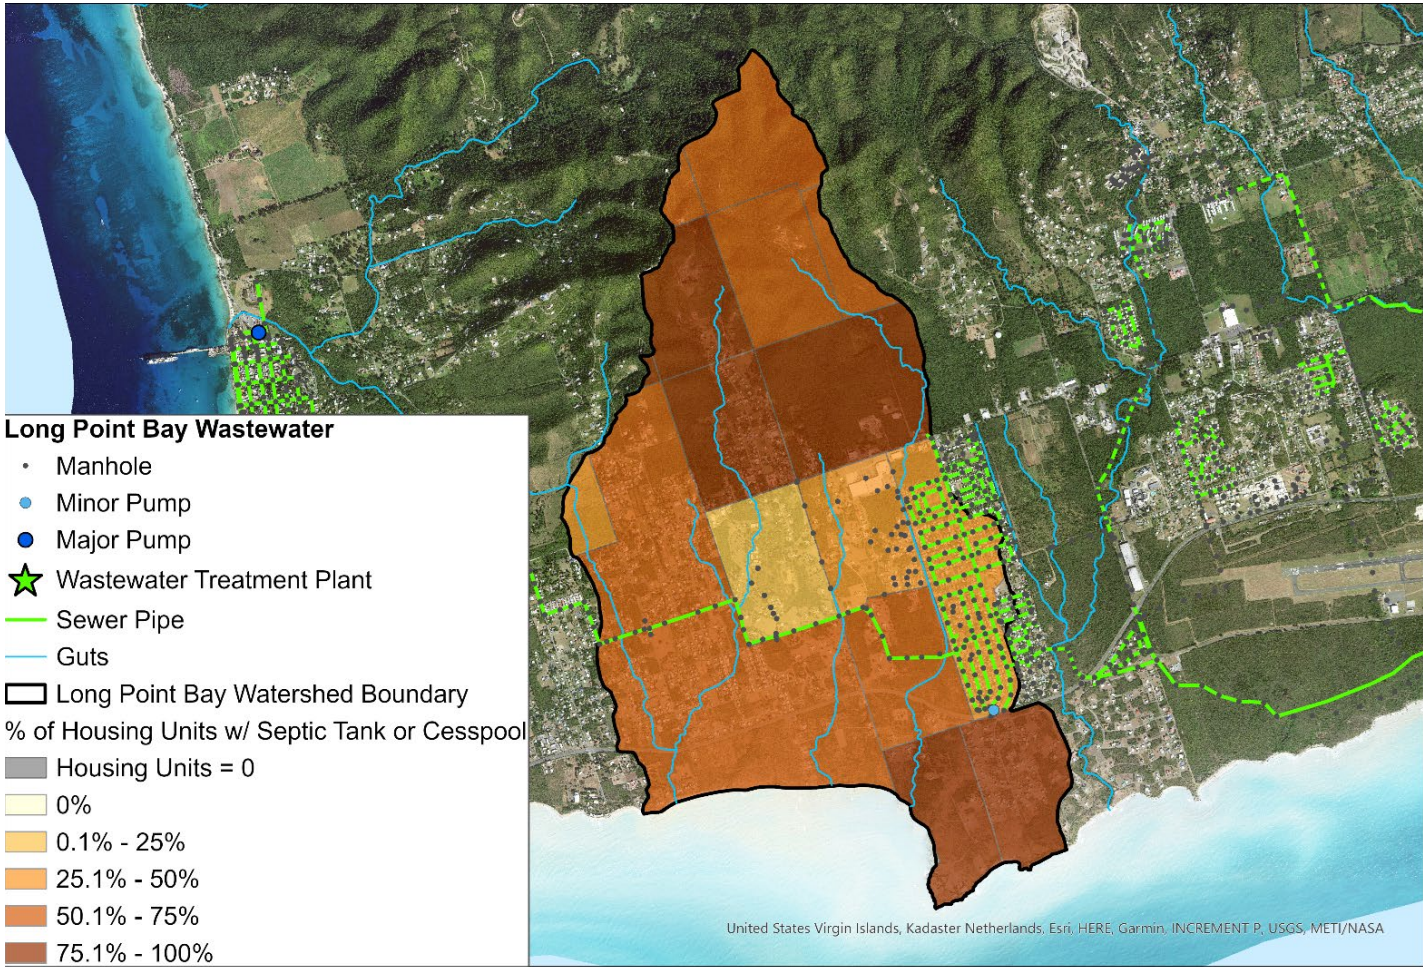 Long Point Bay Wastewater
Manhole
Minor Pump
Major Pump
Wastewater Treatment Plant
Sewer Pipe
Guts
Long Point Bay Watershed Boundary
% of Housing Units w/ Septic Tank or Cesspool
Housing Units = 0
0%
0.1% - 25%
25.1% - 50%
50.1% - 75%
75.1% - 100%
United States Virgin Islands, Kadaster Netherlands, Esri, HERE, Garmin, INCREMENT P, USGS, METI/NASA